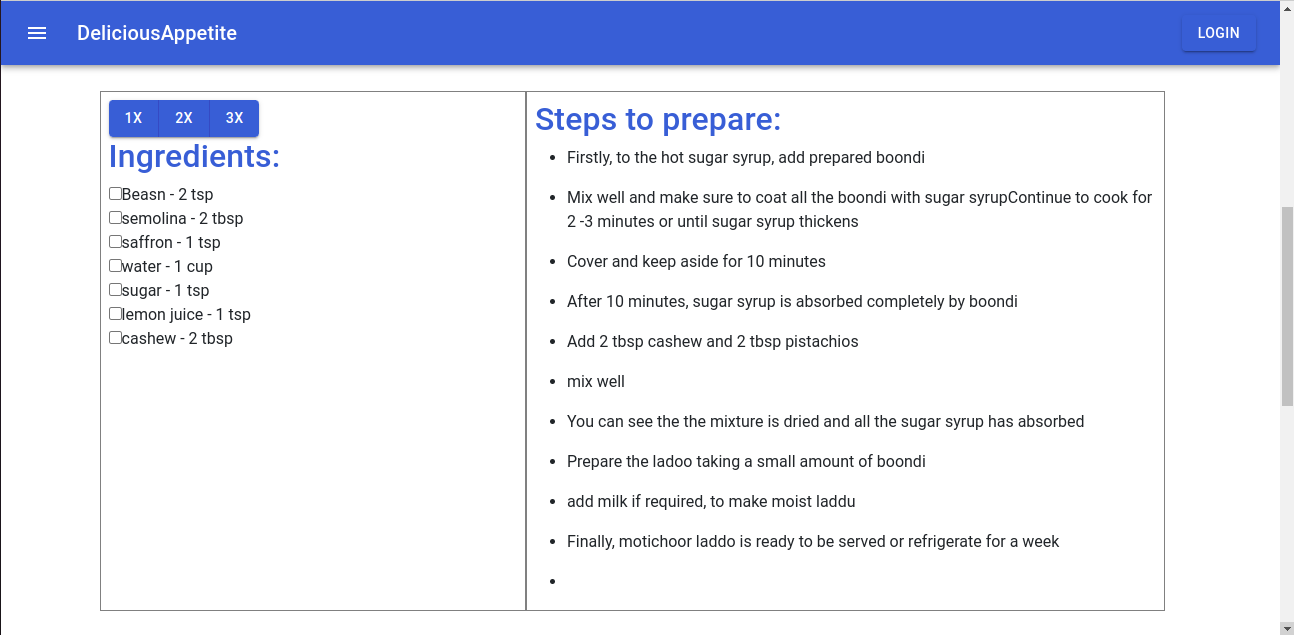 DeliciousAppetite
LOGIN
1X 2X 3X
Ingredients:
Beasn - 2 tsp
semolina - 2 tbsp
saffron - 1 tsp
water - 1 cup
sugar - 1 tsp
lemon juice - 1 tsp
cashew - 2 tbsp
Steps to prepare:
Firstly, to the hot sugar syrup, add prepared boondi
Mix well and make sure to coat all the boondi with sugar syrupContinue to cook for
2 -3 minutes or until sugar syrup thickens
Cover and keep aside for 10 minutes
After 10 minutes, sugar syrup is absorbed completely by boondi
Add 2 tbsp cashew and 2 tbsp pistachios
mix well
You can see the the mixture is dried and all the sugar syrup has absorbed
Prepare the ladoo taking a small amount of boondi
add milk if required, to make moist laddu
Finally, motichoor laddo is ready to be served or refrigerate for a week